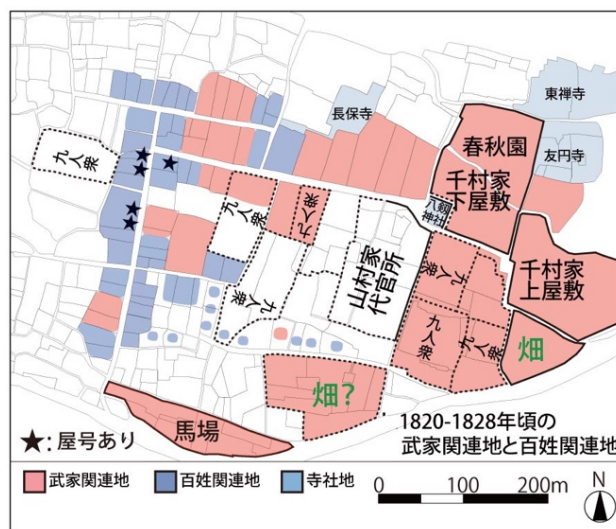 東禅寺
長保寺
春秋園
友円寺
千村家
下屋敷
八剱
神社
九人衆
九人衆
九人衆
山村家
代官所
九人衆
千村家
上屋敷
九人衆
九人衆
九人衆
畑
畑?
馬場
1820-1828年頃の
武家関連地と百姓関連地
★:屋号あり
武家関連地
百姓関連地
寺社地
0 100 200m
N